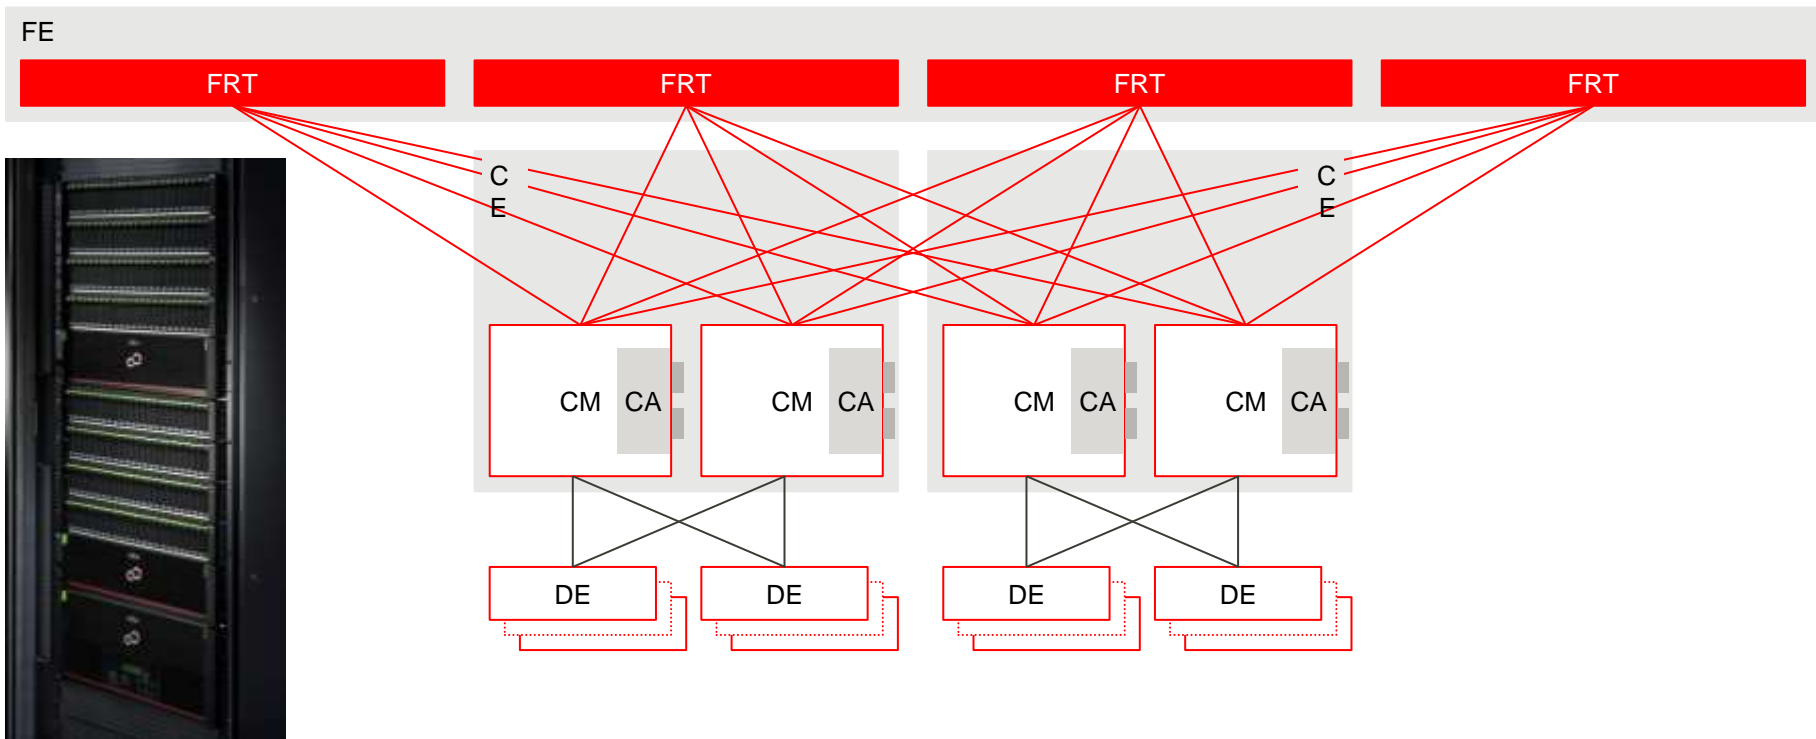 FE
FRT FRT FRT FRT
C
E
C
E
CM CA CM CA CM CA CM CA
DE DE DE DE